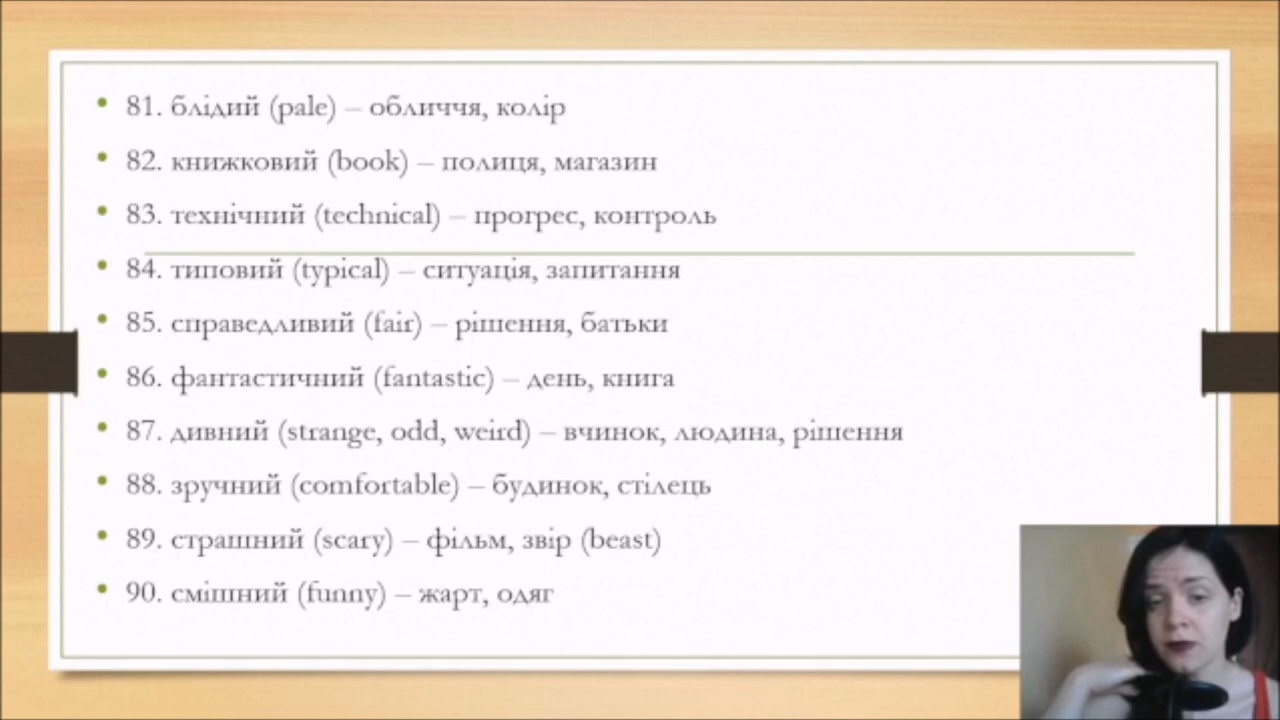 • 81. блідий (pale) – обличчя, колір
• 82. книжковий (book) – полиця, магазин
• 83. технічний (technical) – прогрес, контроль
• 84. типовий (typical) – ситуація, запитання
• 85. справедливий (fair) – рішення, батьки
• 86. фантастичний (fantastic) – день, книга
• 87. дивний (strange, odd, weird) – вчинок, людина, рішення
• 88. зручний (comfortable) – будинок, стілець
• 89. страшний (scary) – фільм, звір (beast)
• 90. смішний (funny) – жарт, одяг